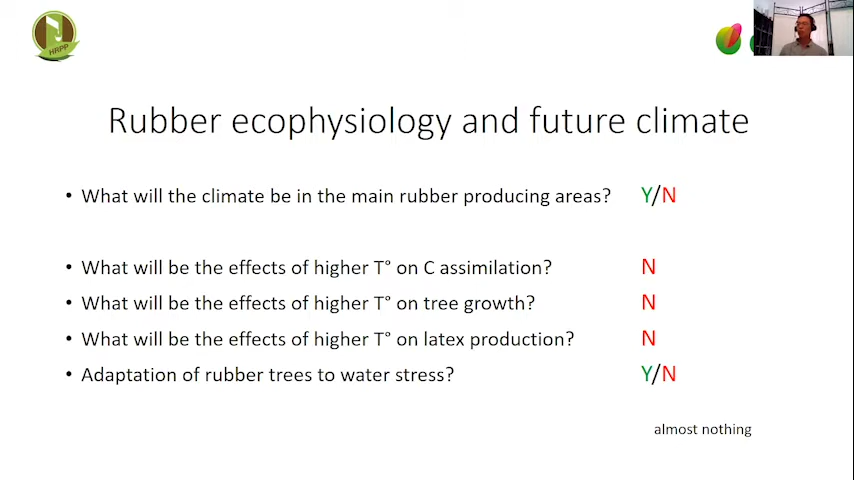 HRPP
Rubber ecophysiology and future climate
• What will the climate be in the main rubber producing areas? Y/N
• What will be the effects of higher T° on C assimilation? N
• What will be the effects of higher T° on tree growth? N
• What will be the effects of higher T° on latex production? N
• Adaptation of rubber trees to water stress? Y/N
almost nothing